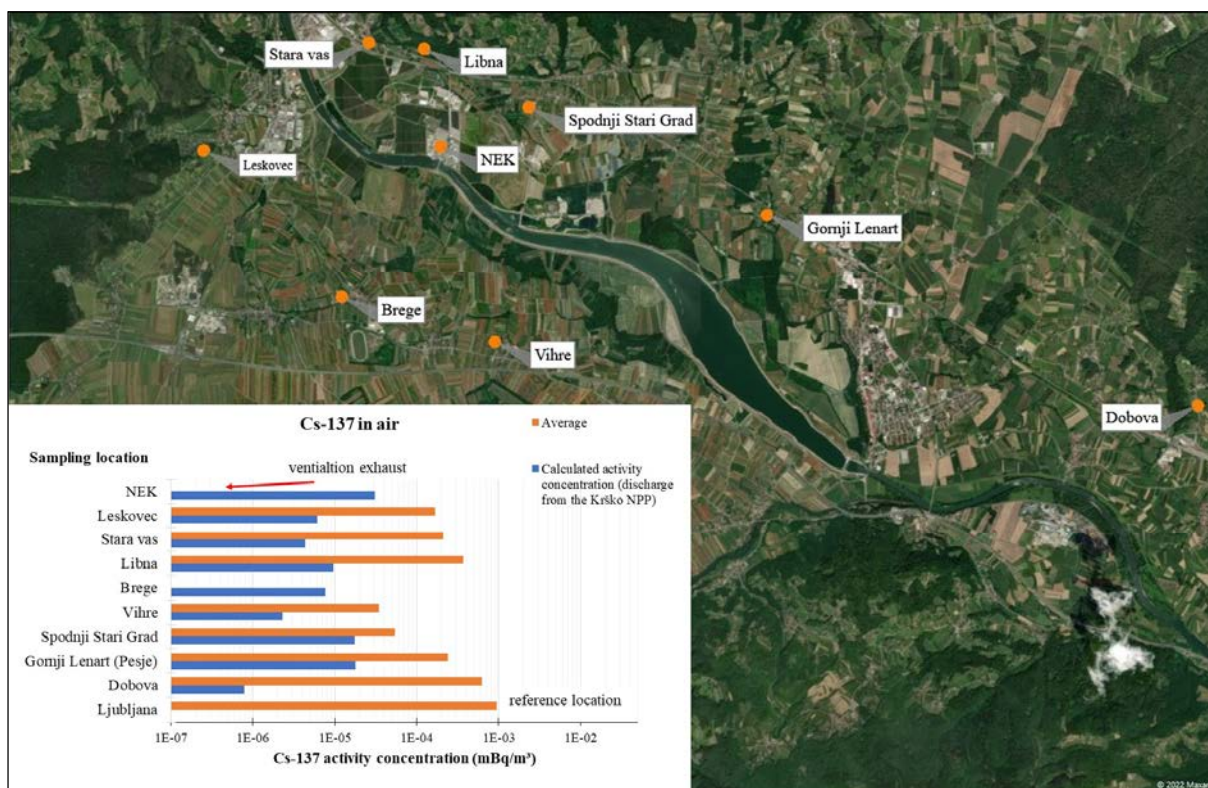 Stara vas
Libna
Spodnji Stari Grad
NEK
Leskovec
Gornji Lenart
Brege
Vihre
Dobova
Cs-137 in air
Average
Sampling location
ventialtion exhaust
Calculated activity
concentration (discharge
from the Krško NPP)
NEK
Leskovec
Stara vas
Libna
Brege
Vihre
Spodnji Stari Grad
Gornji Lenart (Pesje)
Dobova
Ljubljana
reference location
1E-07 1E-06 1E-05 1E-04 1E-03 1E-02
Cs-137 activity concentration (mBq/m³)